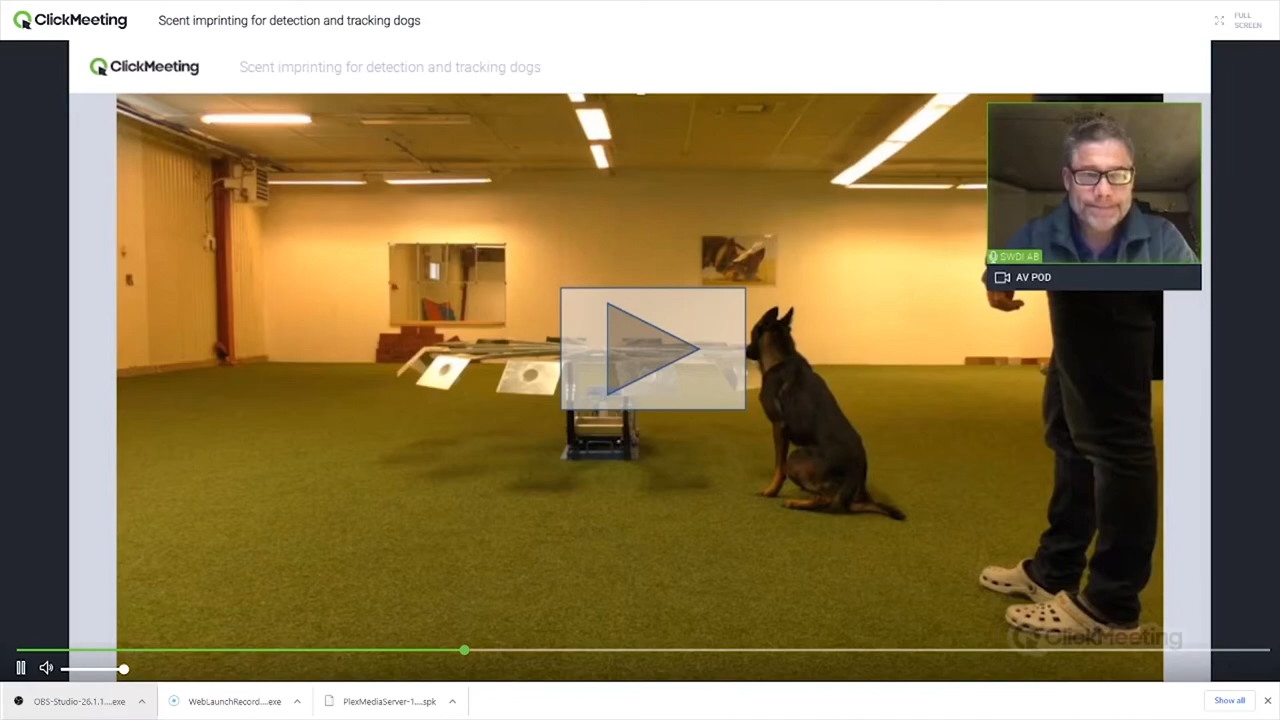 ClickMeeting
Scent imprinting for detection and tracking dogs
FULL
SCREEN
ClickMeeting
Scent imprinting for detection and tracking dogs
SWDI AB
AV POD
ClickMeeting
OBS-Studio-26.1.1....exe
WebLaunchRecord....exe
PlexMediaServer-1....spk
Show all